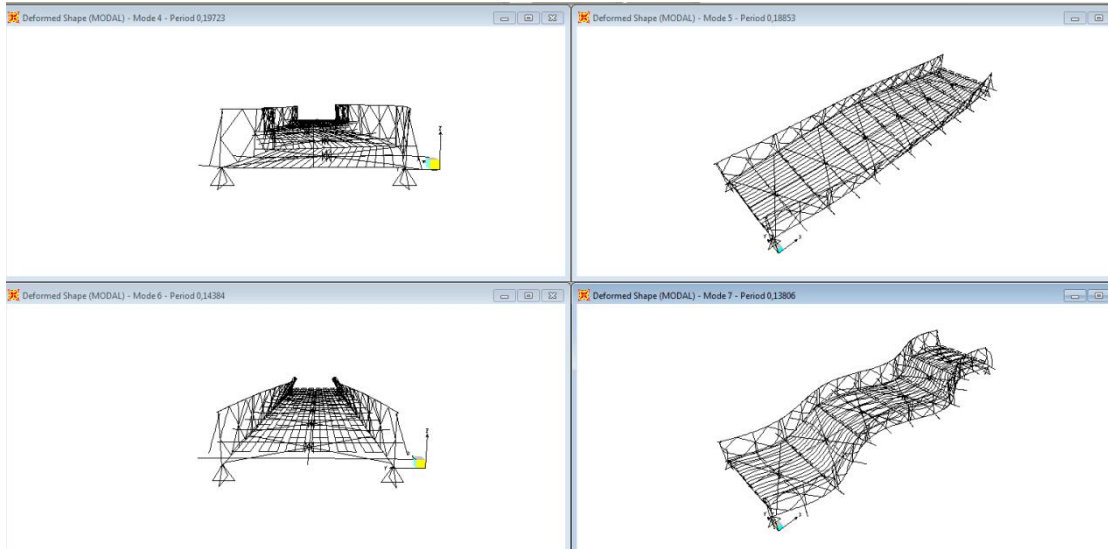 Deformed Shape (MODAL) - Mode 4 - Period 0,19723
Deformed Shape (MODAL) - Mode 5 - Period 0,18853
Deformed Shape (MODAL) - Mode 6 - Period 0,14384
Deformed Shape (MODAL) - Mode 7 - Period 0,13806